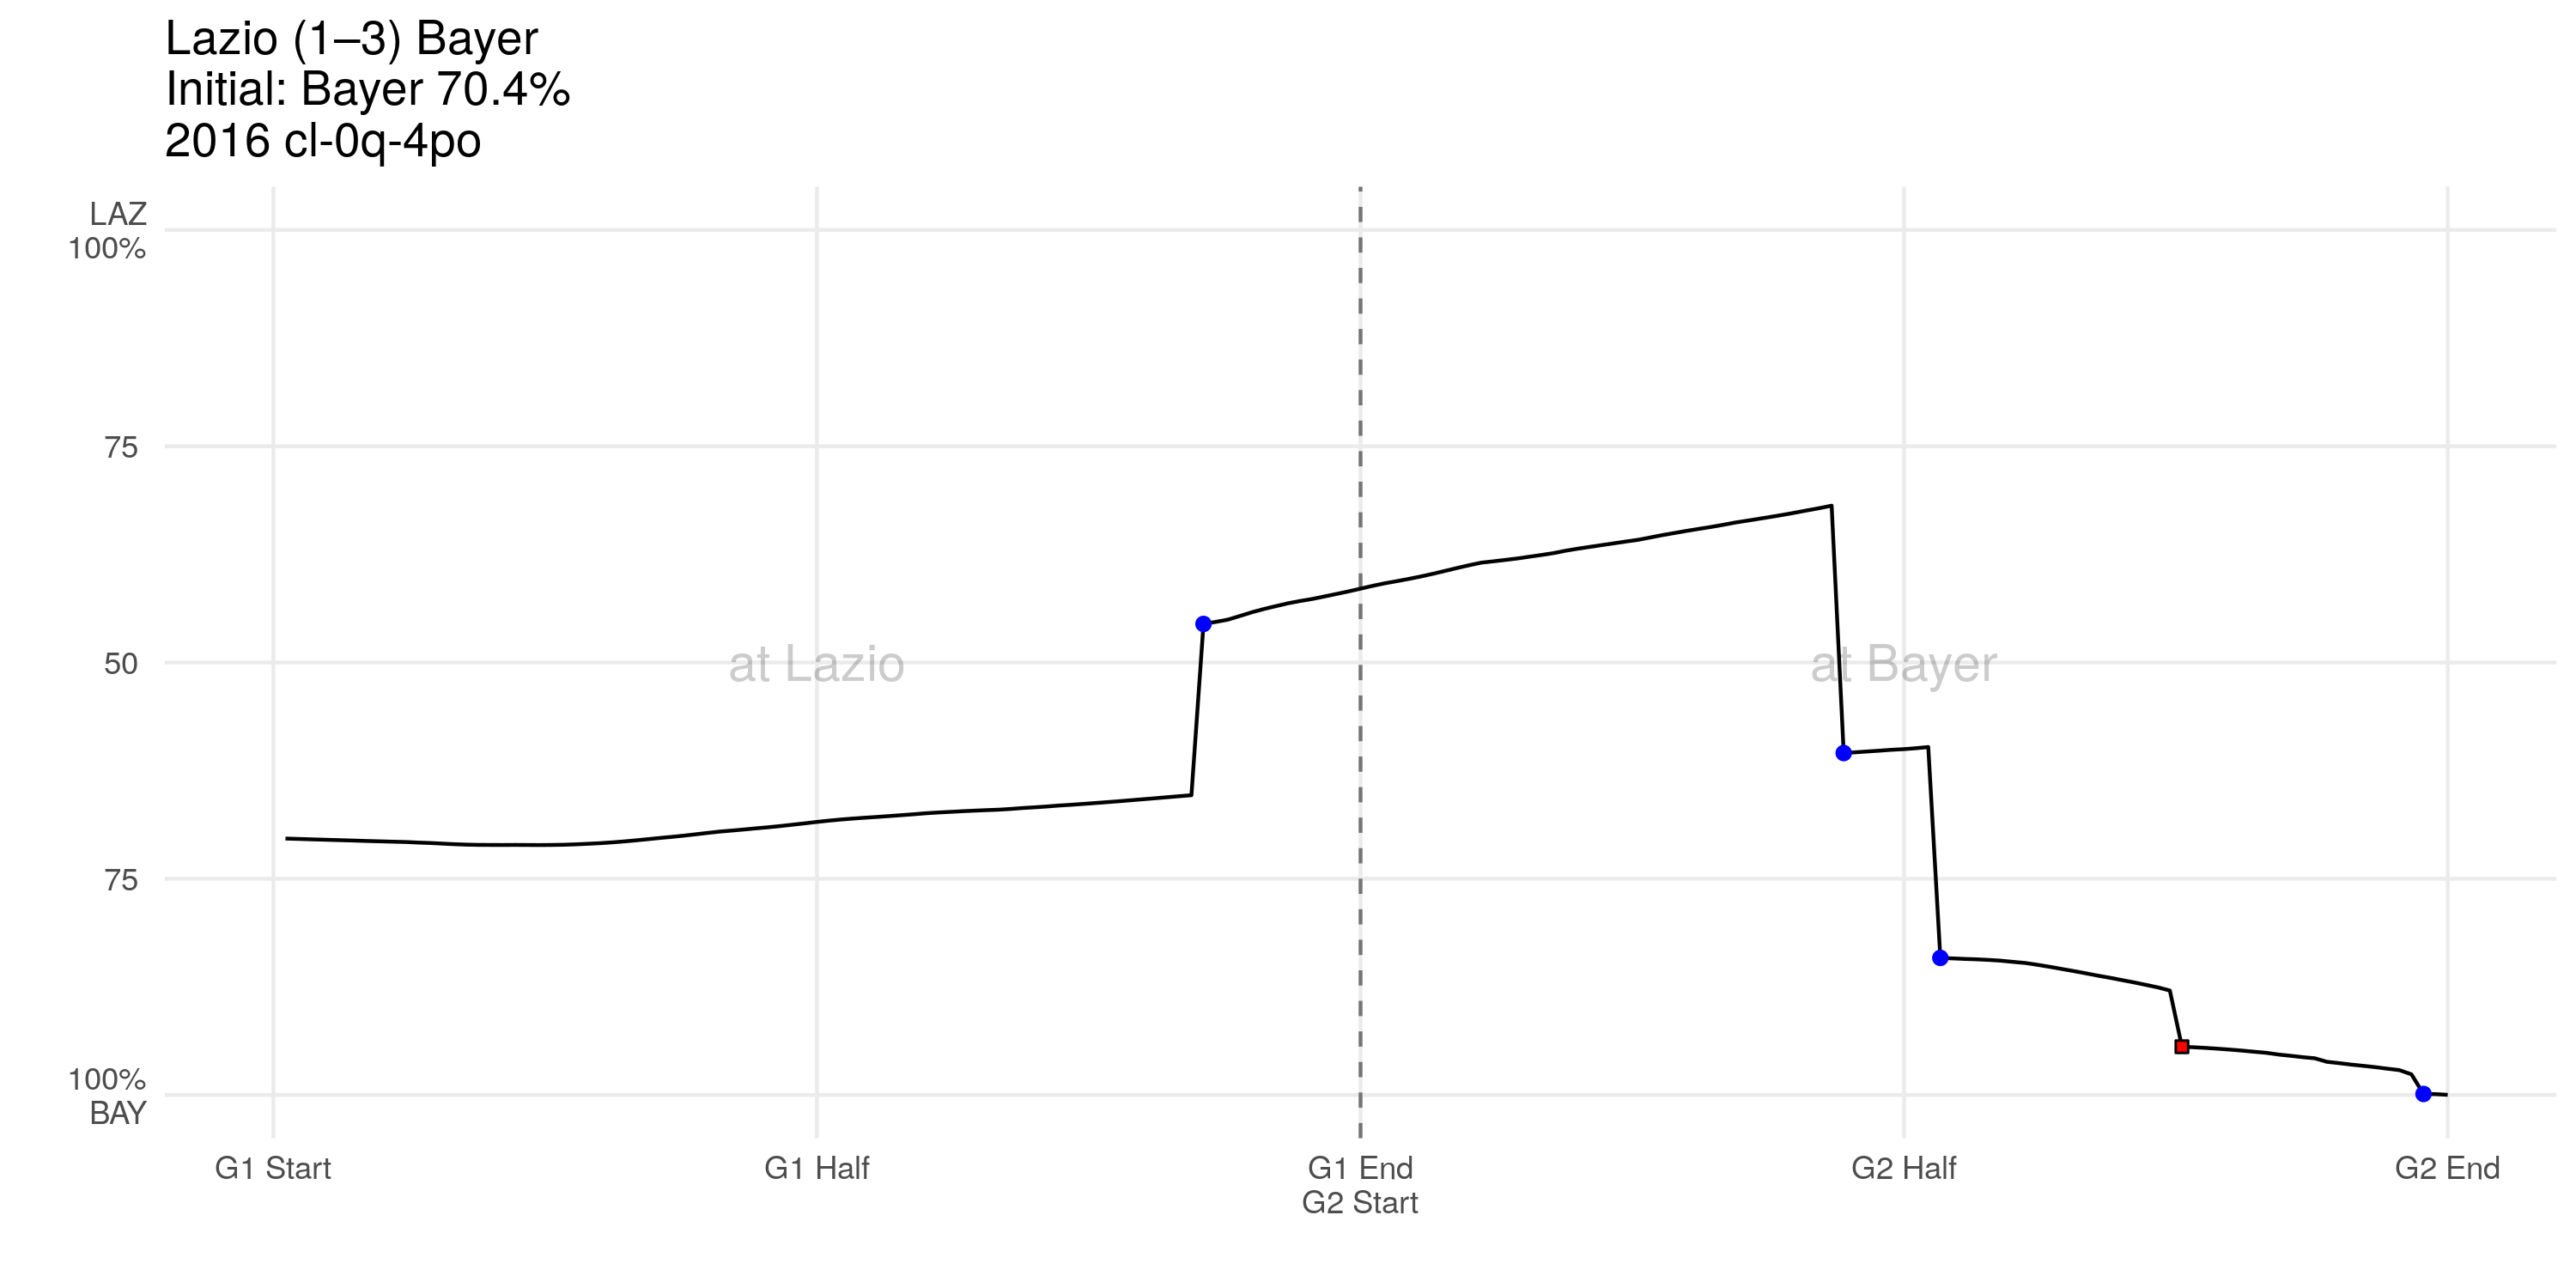 Lazio (1–3) Bayer
Initial: Bayer 70.4%
2016 cl-0q-4po
LAZ
100%
75
50
75
100%
BAY
at Lazio
at Bayer
G1 Start
G1 Half
G1 End
G2 Start
G2 Half
G2 End